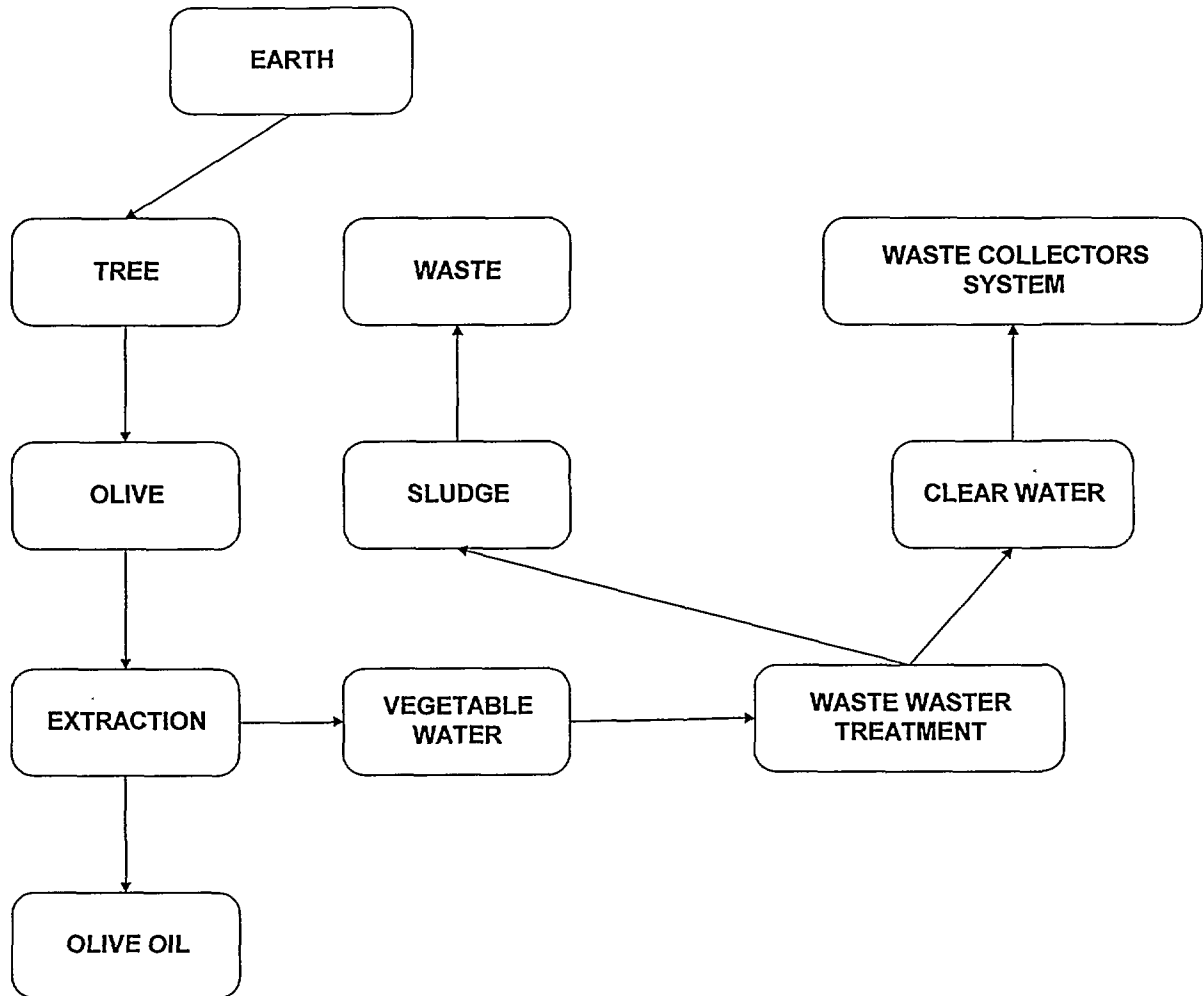 EARTH
TREE
WASTE
WASTE COLLECTORS
SYSTEM
OLIVE
SLUDGE
CLEAR WATER
EXTRACTION
VEGETABLE
WATER
WASTE WASTER
TREATMENT
OLIVE OIL